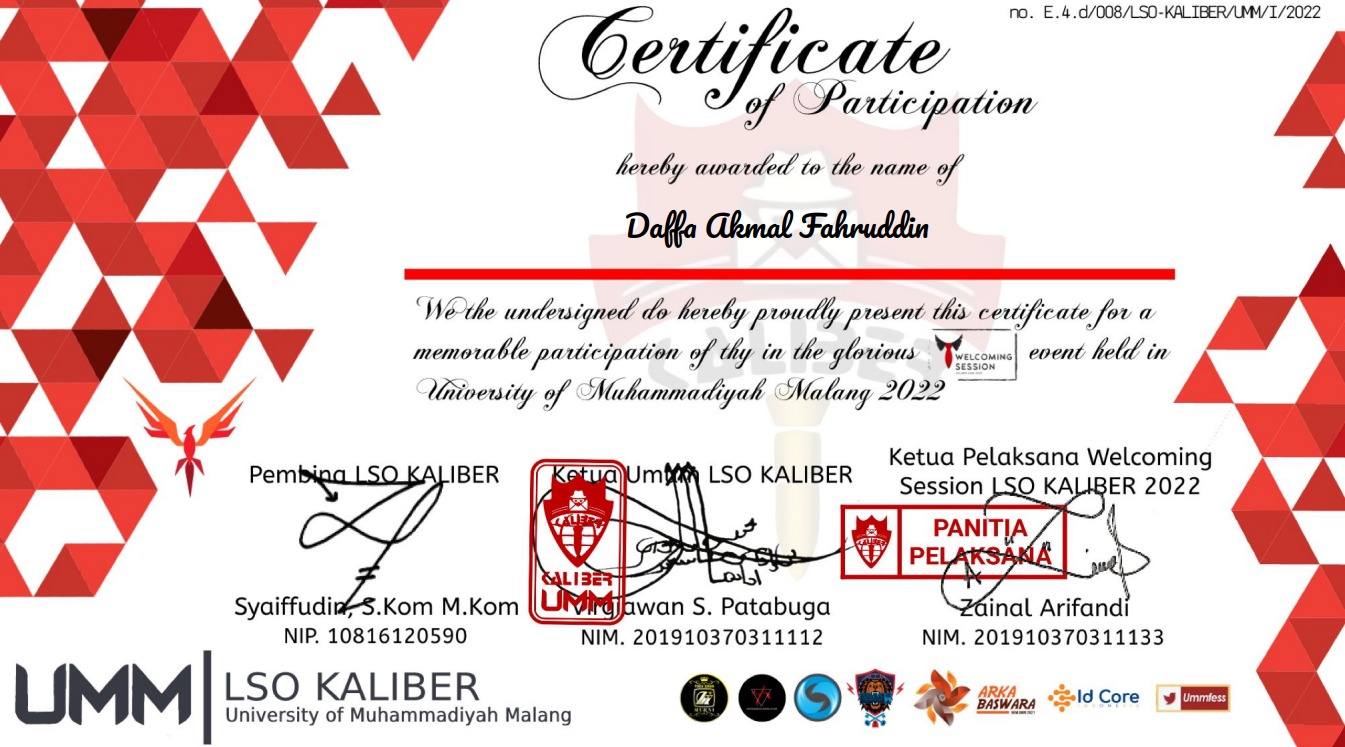 no. E.4.d/008/LSO-KALIBER/UMM/I/2022
Certificate
of Participation
hereby awarded to the name of
Daffa Akmal Fahruddin
We the undersigned do hereby proudly present this certificate for a
memorable participation of thy in the glorious WELCOMING SESSION event held in
University of Muhammadiyah Malang 2022
KALIBER
Pembina LSO KALIBER
Syaiffudin, S.Kom M.Kom
NIP. 10816120590
Ketua Umum LSO KALIBER
KALIBER
KALIBER
UMM
Virgiawan S. Patabuga
NIM. 201910370311112
Ketua Pelaksana Welcoming
Session LSO KALIBER 2022
KALIBER
PANITIA
PELAKSANA
Zainal Arifandi
NIM. 201910370311133
UMM
LSO KALIBER
University of Muhammadiyah Malang
ARKA
BASWARA
Id Core
Ummfess